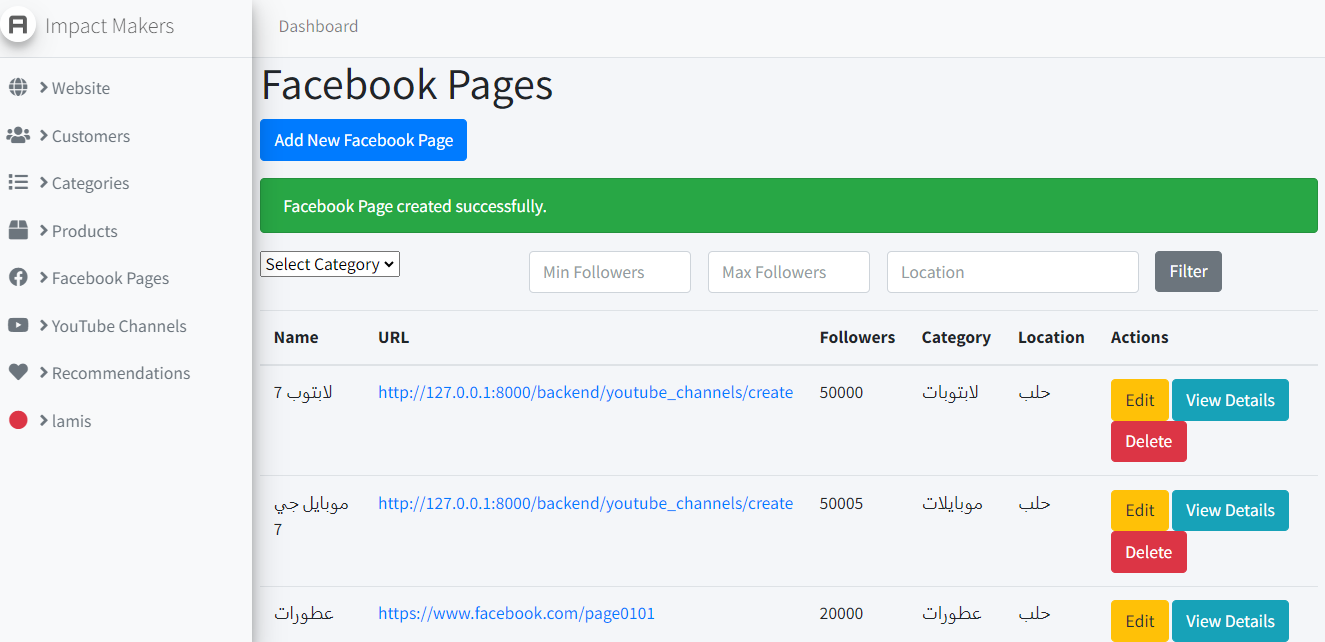 A Impact Makers
Dashboard
Website
Customers
Categories
Products
Facebook Pages
YouTube Channels
Recommendations
lamis
Facebook Pages
Add New Facebook Page
Facebook Page created successfully.
Select Category Min Followers Max Followers Location Filter
Name URL Followers Category Location Actions
لابتوب 7 http://127.0.0.1:8000/backend/youtube_channels/create 50000 لابتوبات حلب Edit View Details
Delete
موبايل جي http://127.0.0.1:8000/backend/youtube_channels/create 50005 موبايلات حلب Edit View Details
7
Delete
عطورات https://www.facebook.com/page0101 20000 عطورات حلب Edit View Details